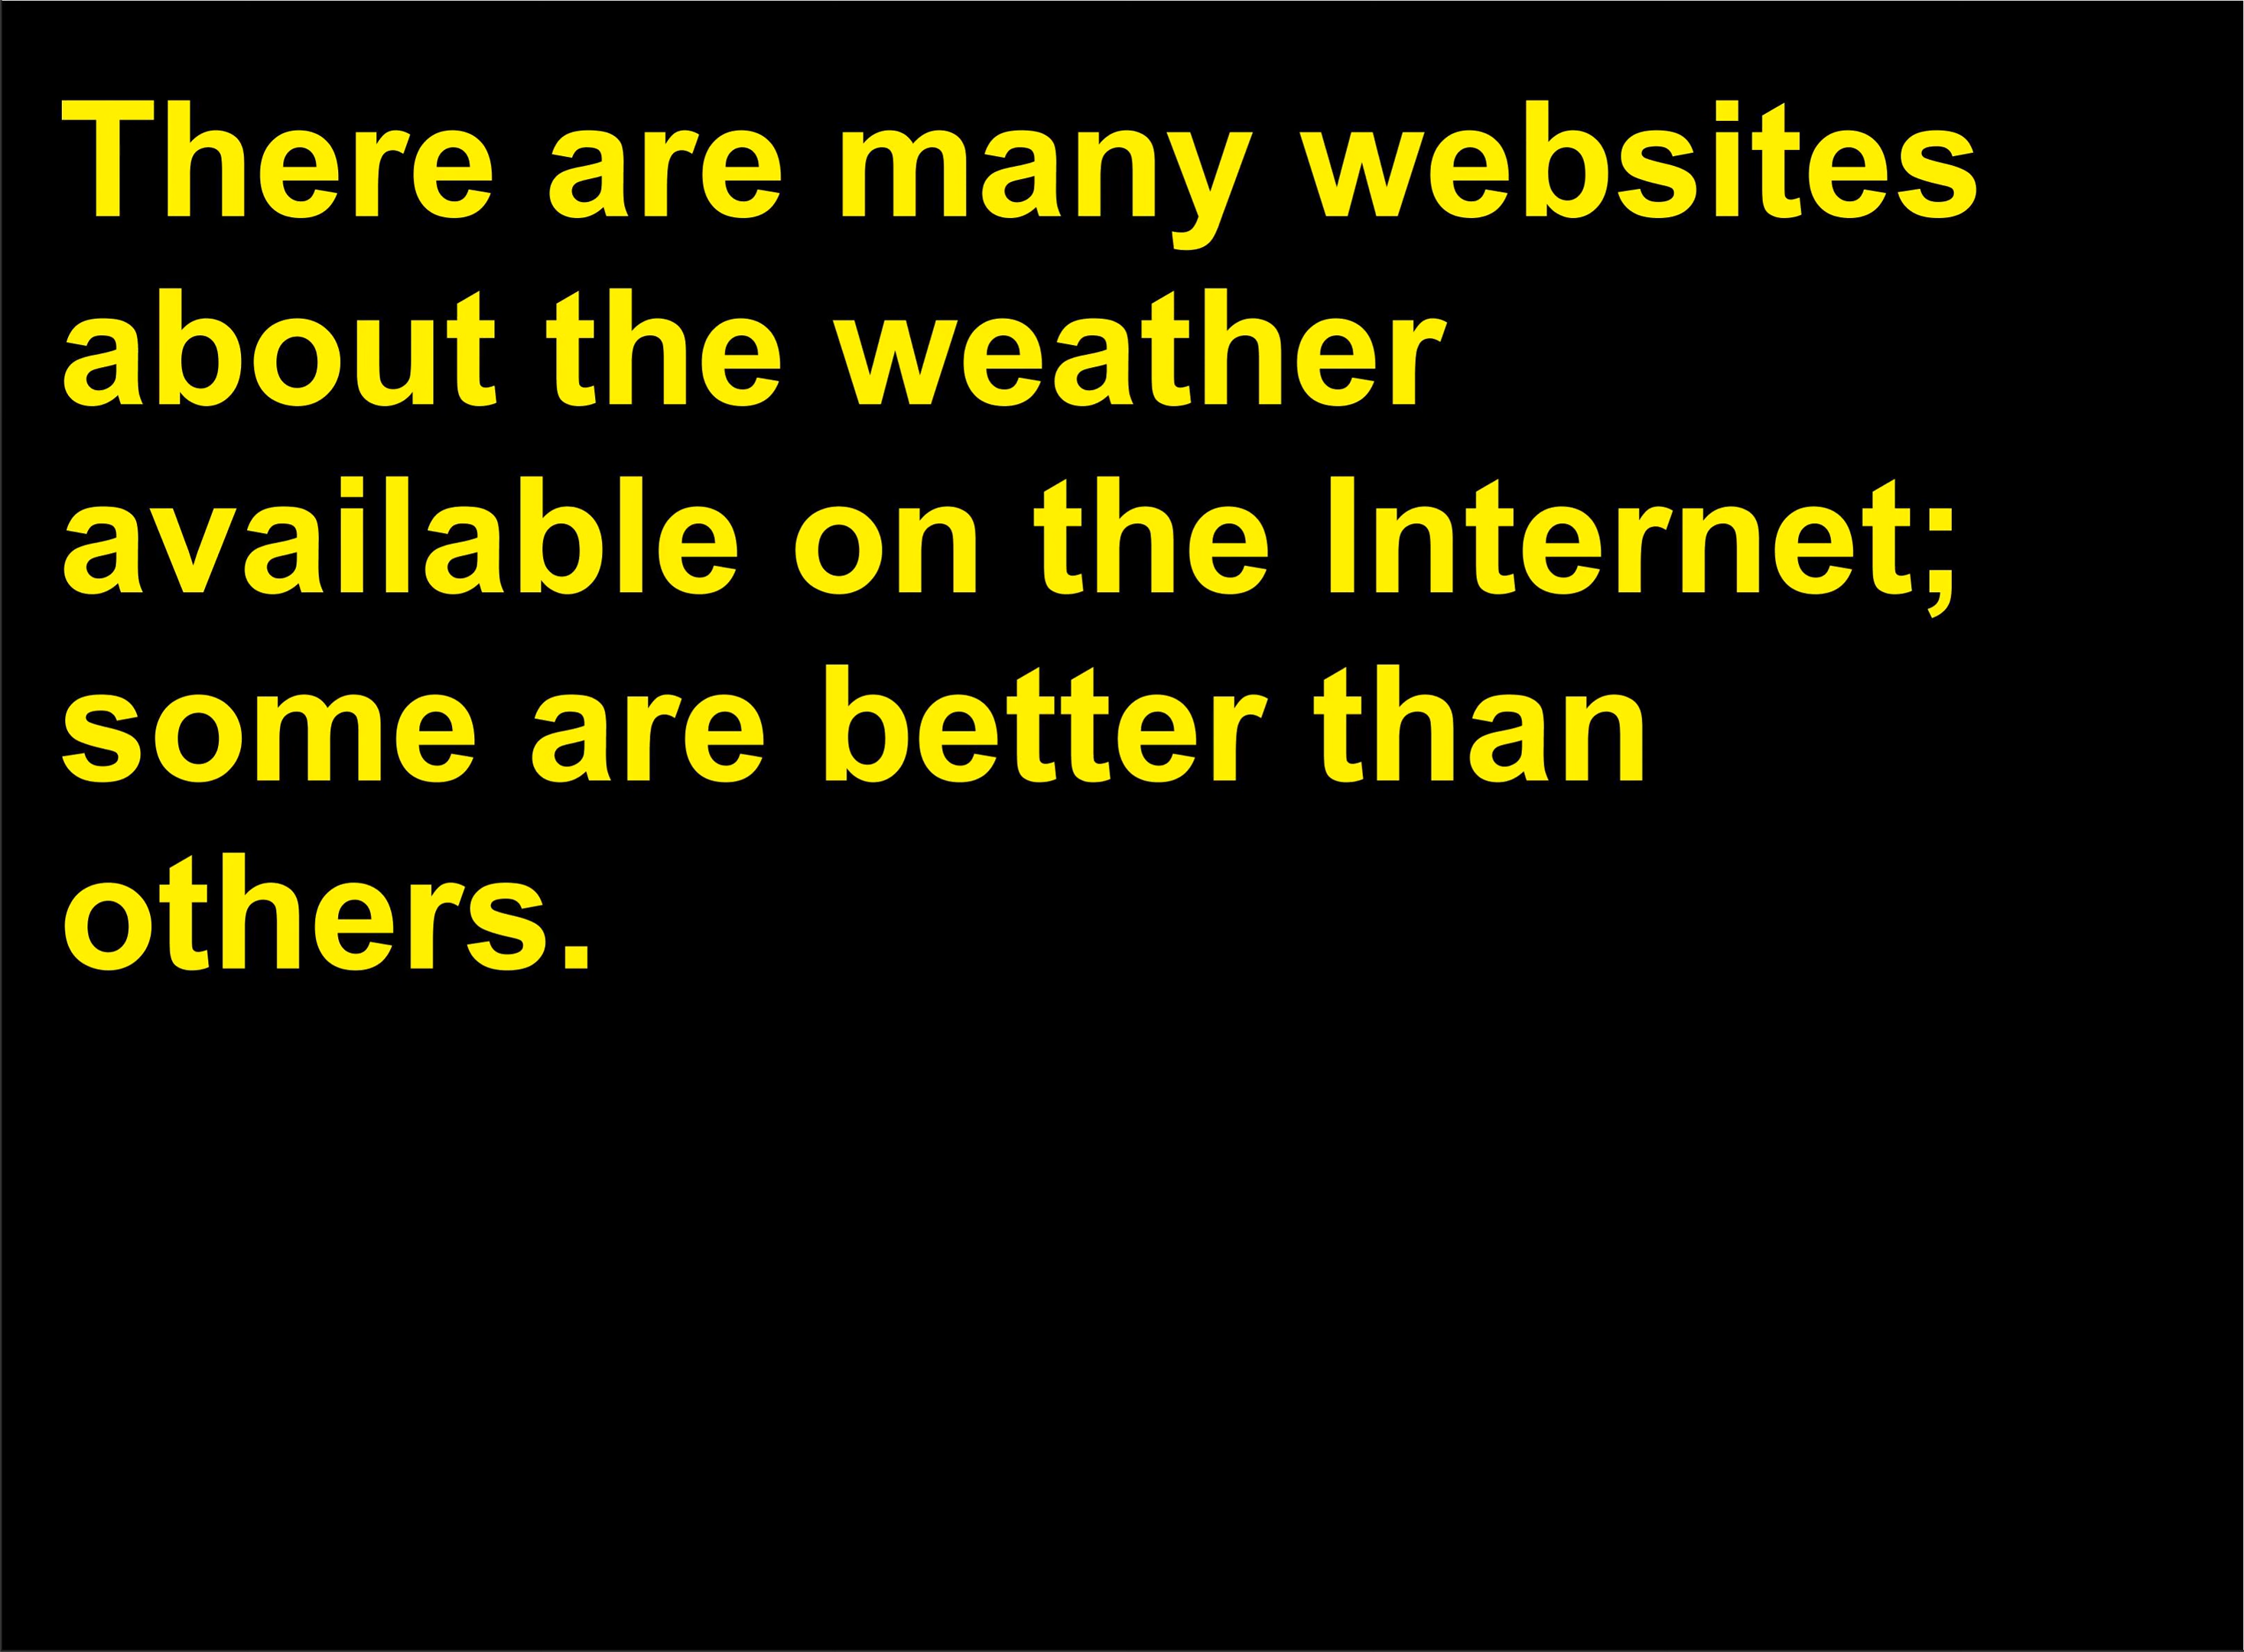 There are many websites
about the weather
available on the Internet;
some are better than
others.